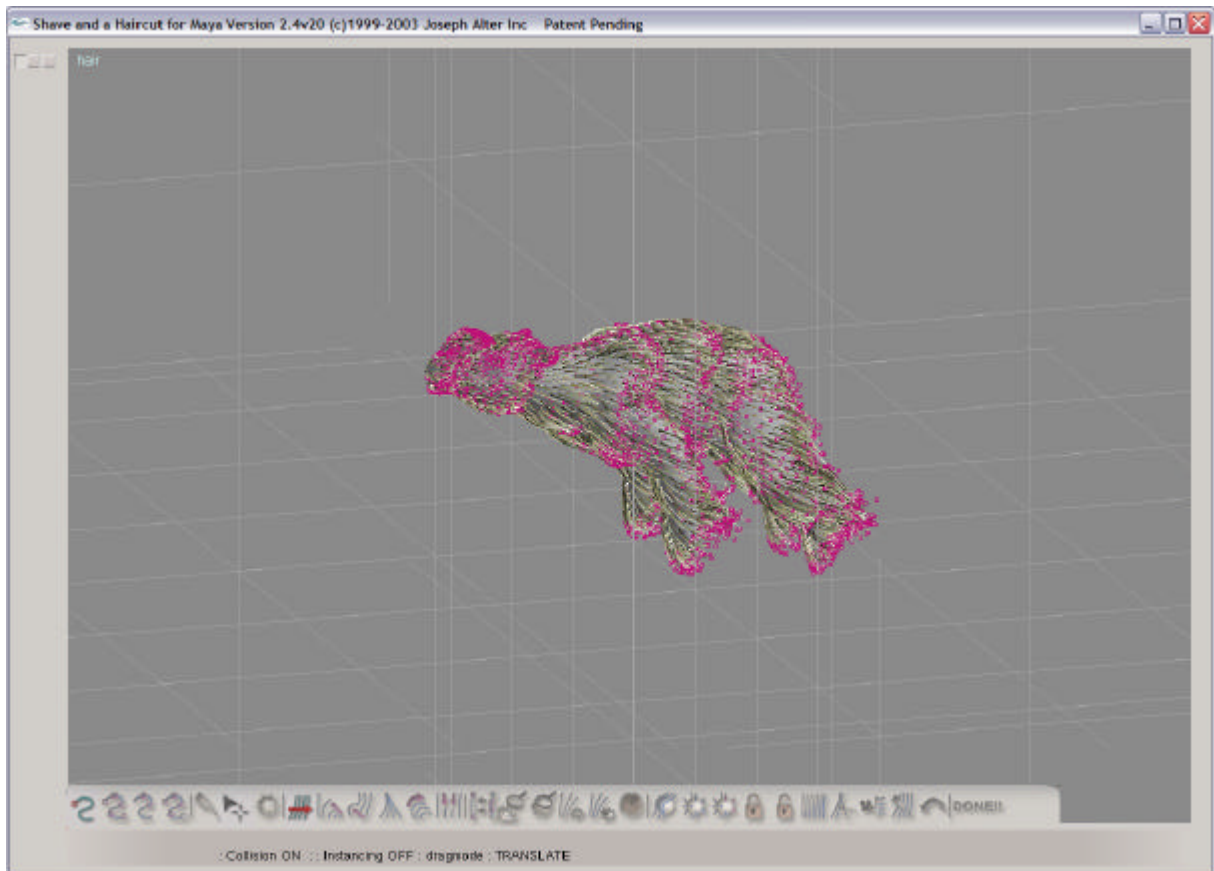 Shave and a Haircut for Maya Version 2.4v20 (c)1999-2003 Joseph Alter Inc Patent Pending
hair
DONE!!
: Collision ON :: Instancing OFF : dragmode : TRANSLATE